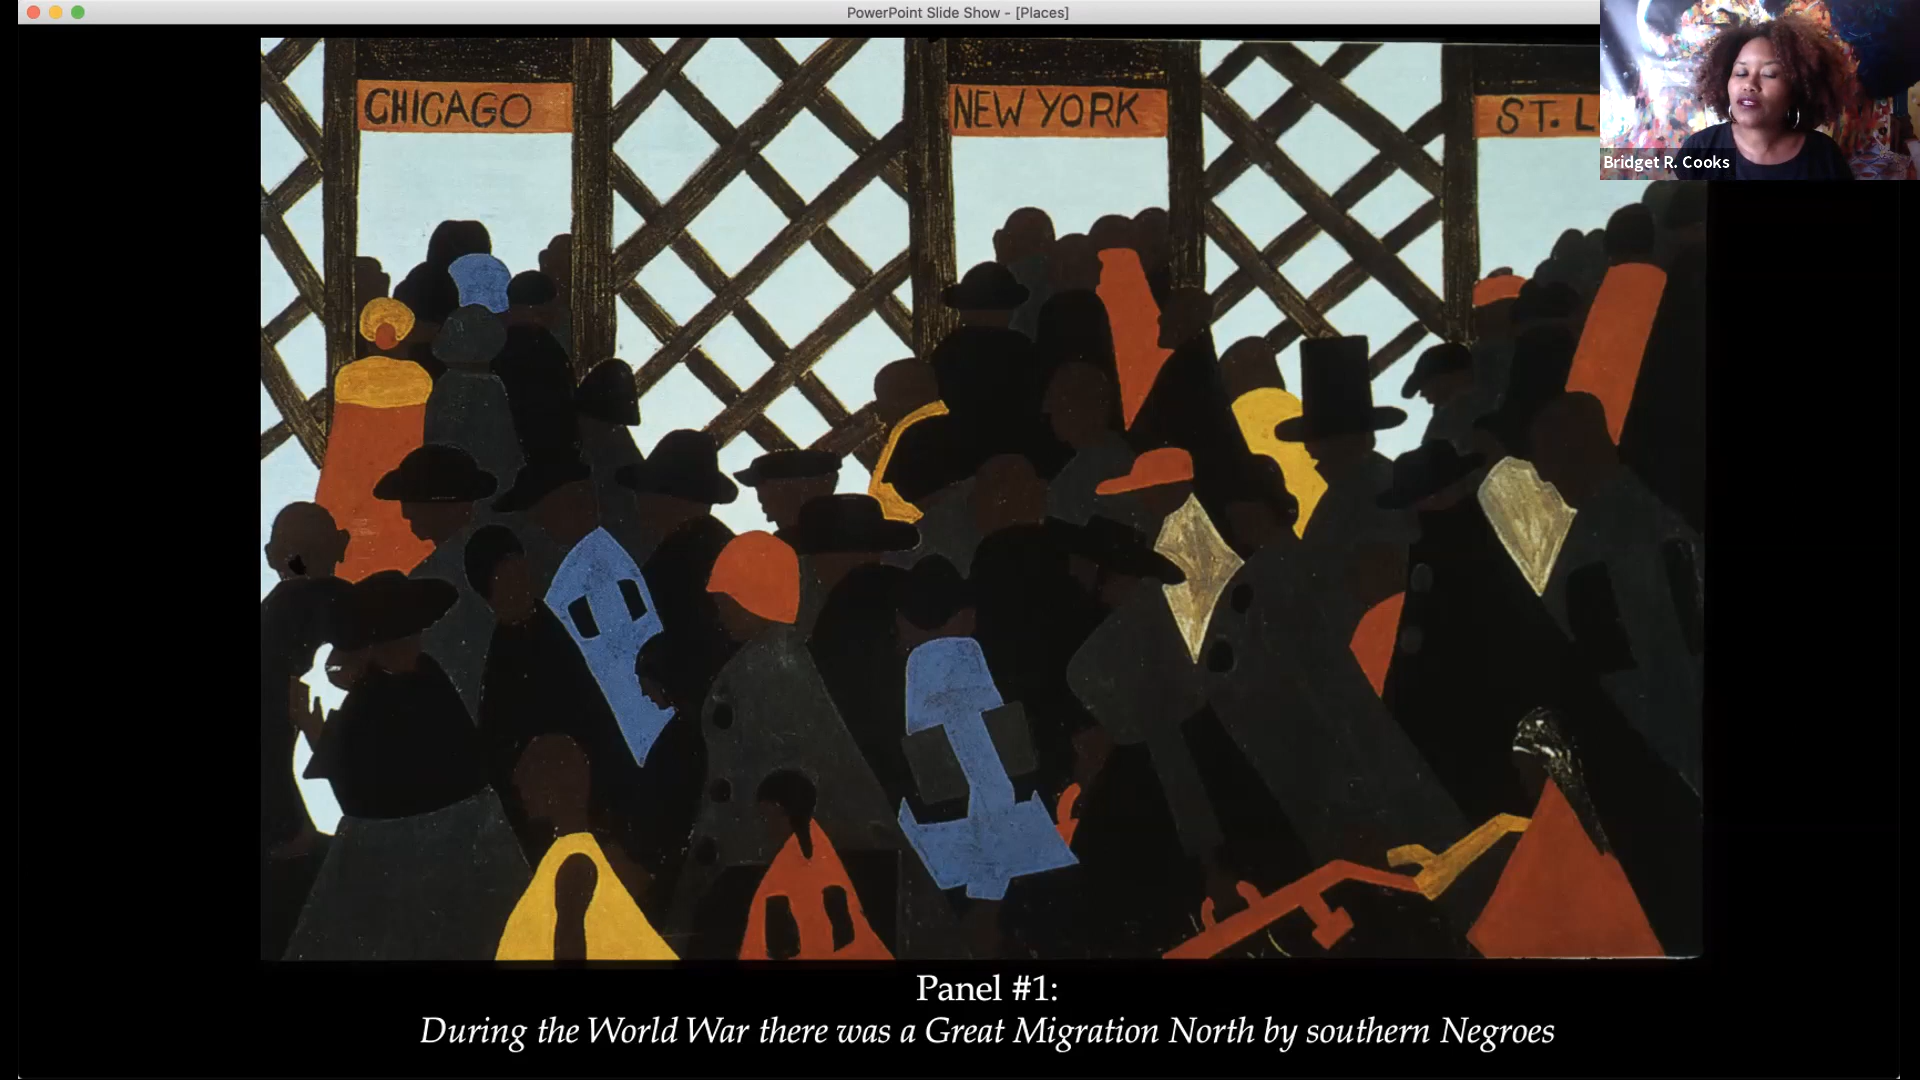 PowerPoint Slide Show - [Places]
CHICAGO
NEW YORK
ST. L
Bridget R. Cooks
Panel #1:
During the World War there was a Great Migration North by southern Negroes